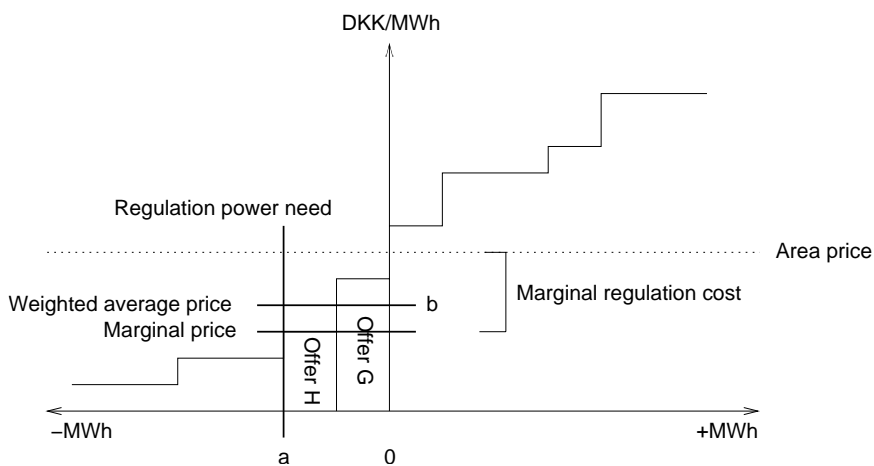 DKK/MWh
Regulation power need
Area price
Weighted average price
b
Marginal regulation cost
Marginal price
Offer H
Offer G
–MWh
+MWh
a
0